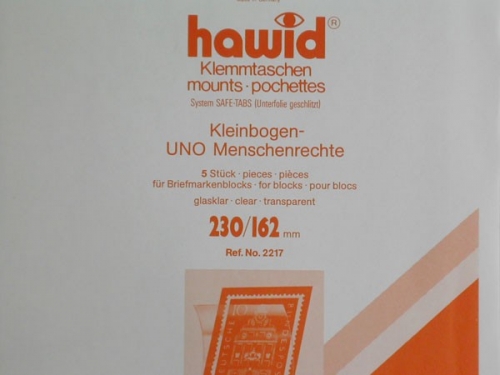 hawid®
Klemmtaschen
mounts · pochettes
System SAFE-TABS (Unterfolie geschlitzt)
Kleinbogen-
UNO Menschenrechte
5 Stück · pieces · pièces
für Briefmarkenblocks · for blocks · pour blocs
glasklar · clear · transparent
230/162 mm
Ref. No. 2217
DEUTSCHE